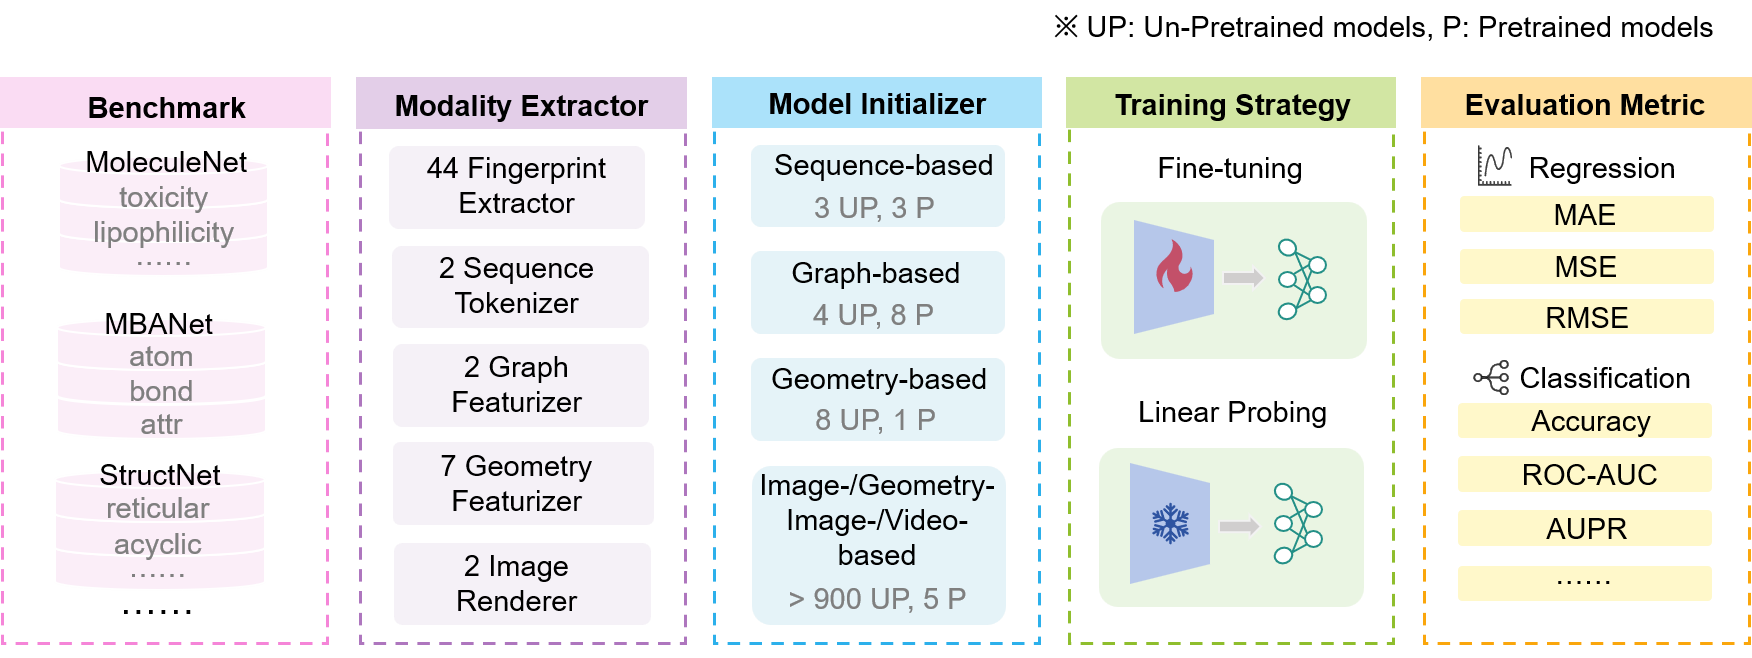 ※ UP: Un-Pretrained models, P: Pretrained models
Benchmark
MoleculeNet
toxicity
lipophilicity
······
MBANet
atom
bond
attr
StructNet
reticular
acyclic
······
······
Modality Extractor
44 Fingerprint
Extractor
2 Sequence
Tokenizer
2 Graph
Featurizer
7 Geometry
Featurizer
2 Image
Renderer
Model Initializer
Sequence-based
3 UP, 3 P
Graph-based
4 UP, 8 P
Geometry-based
8 UP, 1 P
Image-/Geometry-
Image-/Video-
based
> 900 UP, 5 P
Training Strategy
Fine-tuning
Linear Probing
Evaluation Metric
Regression
MAE
MSE
RMSE
Classification
Accuracy
ROC-AUC
AUPR
······